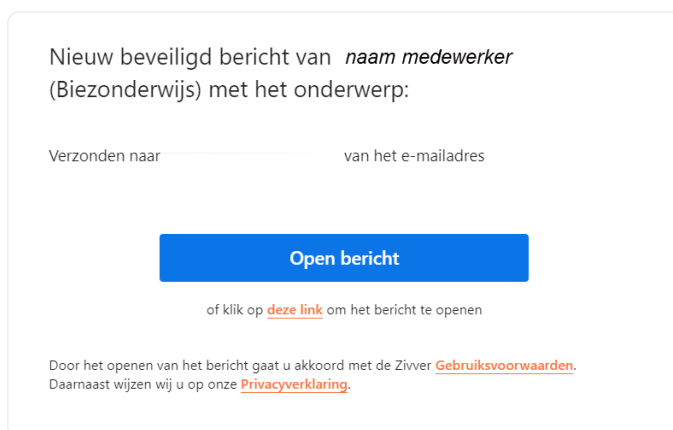 Nieuw beveiligd bericht van naam medewerker
(Biezonderwijs) met het onderwerp:
Verzonden naar van het e-mailadres
Open bericht
of klik op deze link om het bericht te openen
Door het openen van het bericht gaat u akkoord met de Zivver Gebruiksvoorwaarden.
Daarnaast wijzen wij u op onze Privacyverklaring.